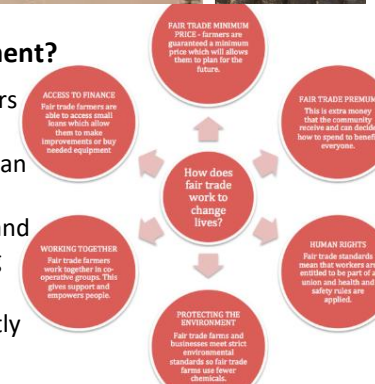 nent?
rs
an
and
tly
FAIR TRADE MINIMUM
PRICE - farmers are
guaranteed a minimum
price which will allows
them to plan for the
future.
ACCESS TO FINANCE
Fair trade farmers are
able to access small
loans which allow
them to make
improvements or buy
needed equipment
FAIR TRADE PREMIUM
This is extra money
that the community
receive and can decide
how to spend to benefit
everyone.
How does
fair trade
work to
change
lives?
WORKING TOGETHER
Fair trade farmers
work together in co-
operative groups. This
gives support and
empowers people.
HUMAN RIGHTS
Fair trade standards
mean that workers are
entitled to be part of a
union and health and
safety rules are
applied.
PROTECTING THE
ENVIRONMENT
Fair trade farms and
businesses meet strict
environmental
standards so fair trade
farms use fewer
chemicals.